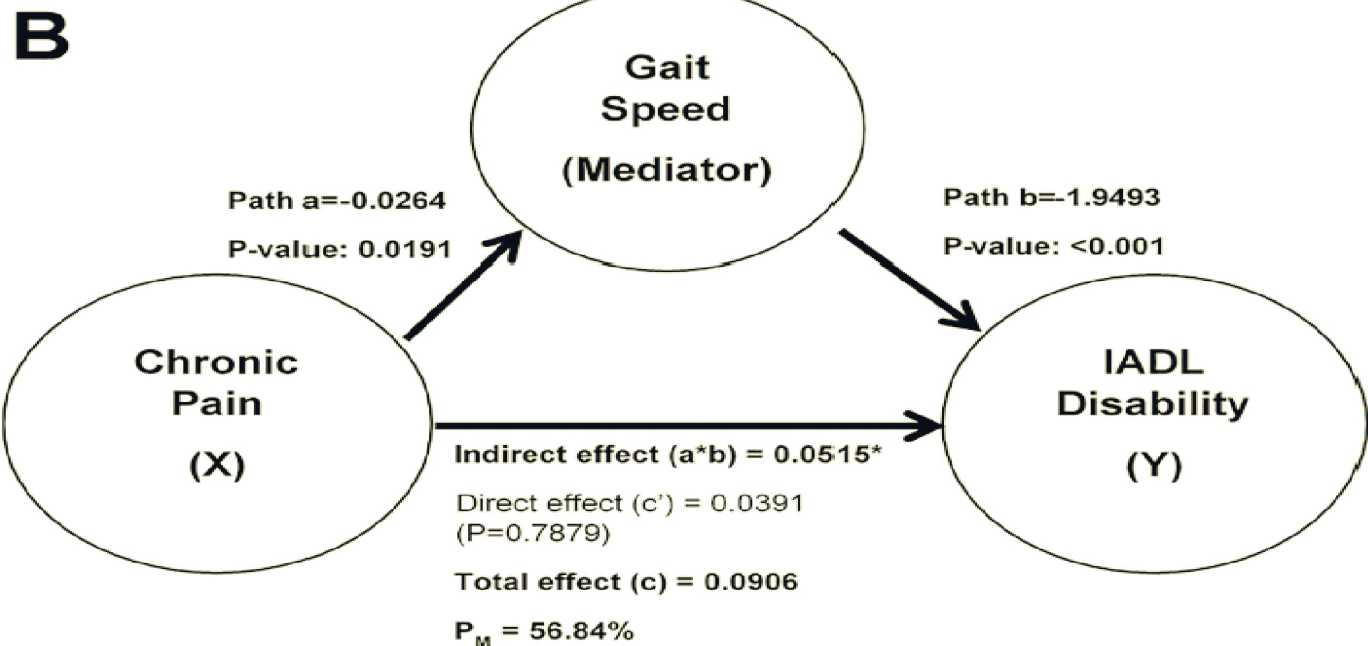 B
Gait
Speed
(Mediator)
Path a=-0.0264
P-value: 0.0191
Path b=-1.9493
P-value: <0.001
Chronic
Pain
(X)
IADL
Disability
(Y)
Indirect effect (a*b) = 0.0515*
Direct effect (c’) = 0.0391
(P=0.7879)
Total effect (c) = 0.0906
PM = 56.84%